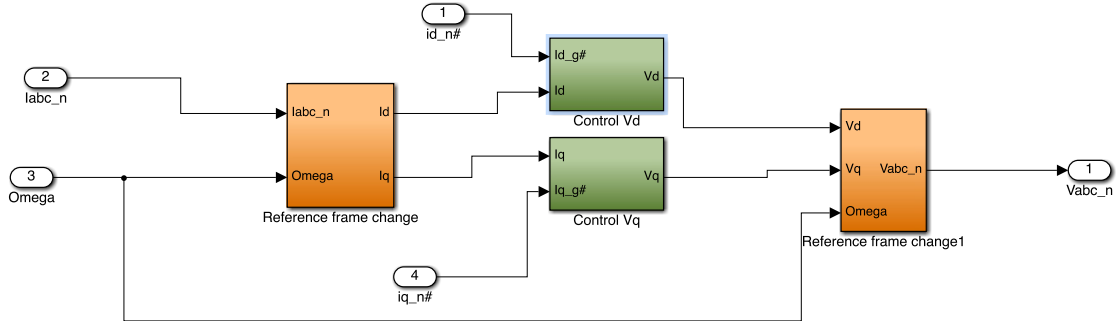 1
id_n#
2
Iabc_n
3
Omega
Iabc_n
Id
Omega
Iq
Reference frame change
Id_g#
Vd
Id
Control Vd
Iq
Vq
Iq_g#
Control Vq
4
iq_n#
Vd
Vq
Vabc_n
Omega
Reference frame change1
1
Vabc_n